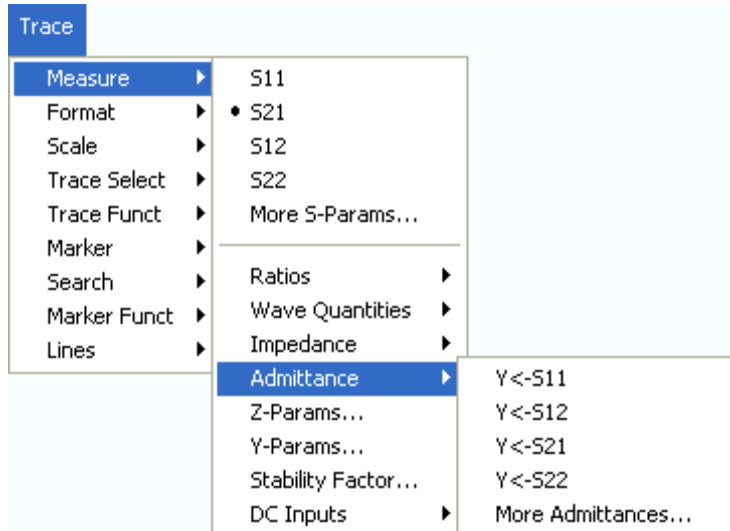 Trace
Measure
Format
Scale
Trace Select
Trace Funct
Marker
Search
Marker Funct
Lines
S11
• S21
S12
S22
More S-Params...
Ratios
Wave Quantities
Impedance
Admittance
Z-Params...
Y-Params...
Stability Factor...
DC Inputs
Y<-S11
Y<-S12
Y<-S21
Y<-S22
More Admittances...